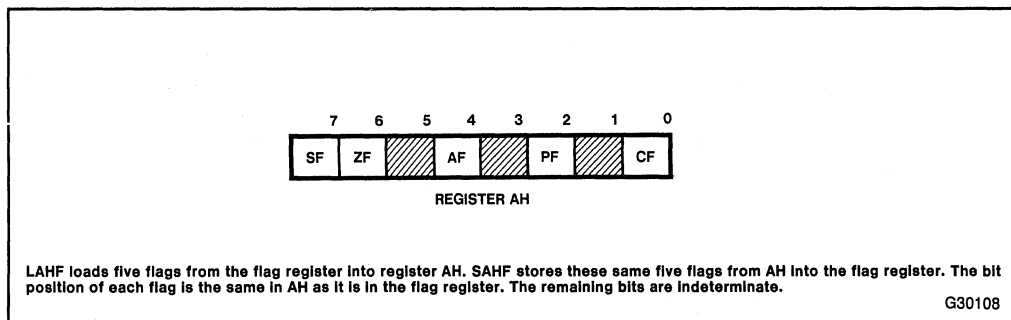 7 6 5 4 3 2 1 0
SF ZF AF PF CF
REGISTER AH
LAHF loads five flags from the flag register into register AH. SAHF stores these same five flags from AH into the flag register. The bit
position of each flag is the same in AH as it is in the flag register. The remaining bits are indeterminate.
G30108